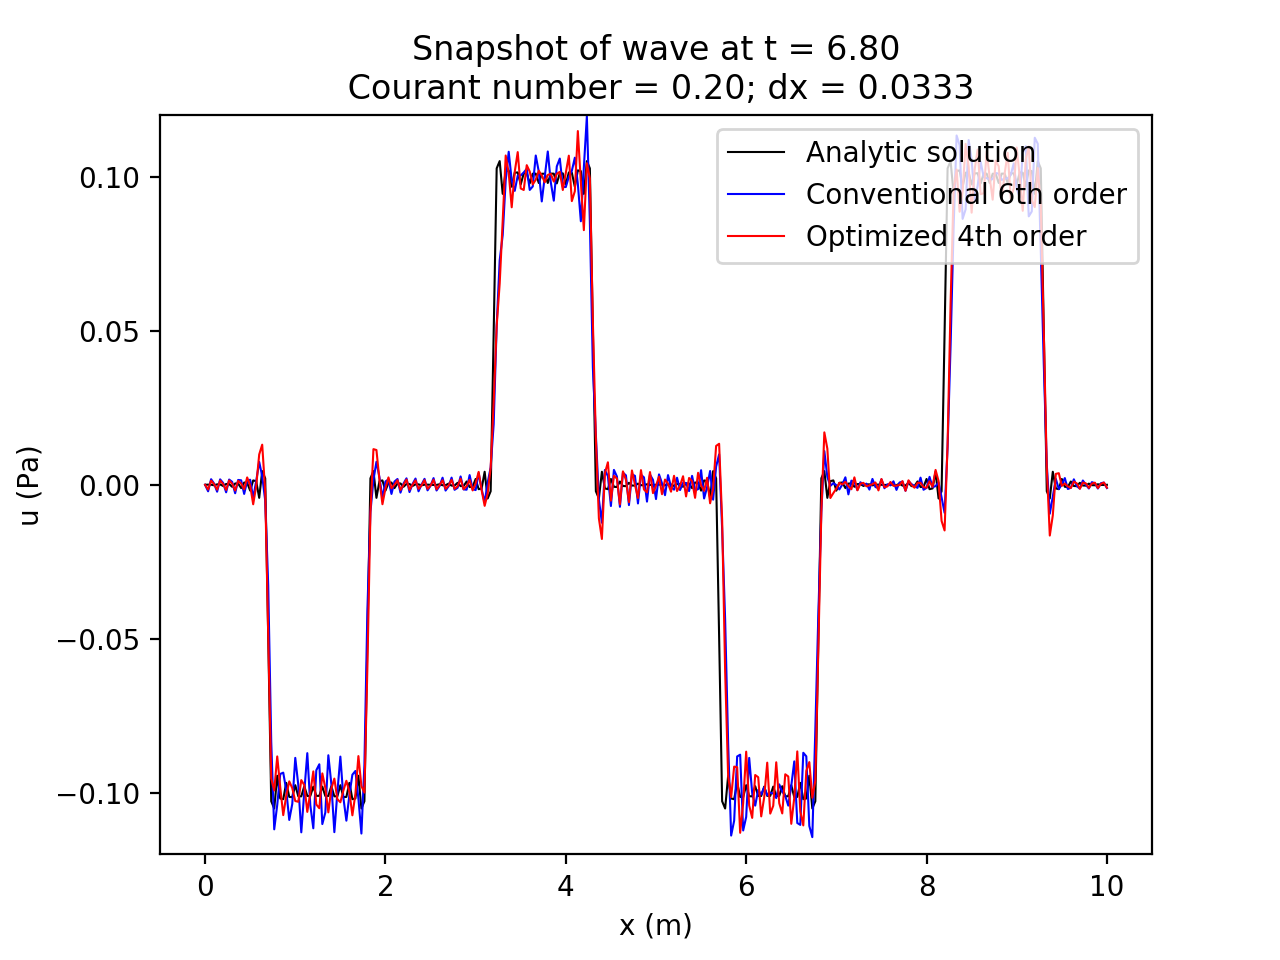 Snapshot of wave at t = 6.80
Courant number = 0.20; dx = 0.0333
Analytic solution
Conventional 6th order
Optimized 4th order
0.10
0.05
0.00
−0.05
−0.10
u (Pa)
0 2 4 6 8 10
x (m)